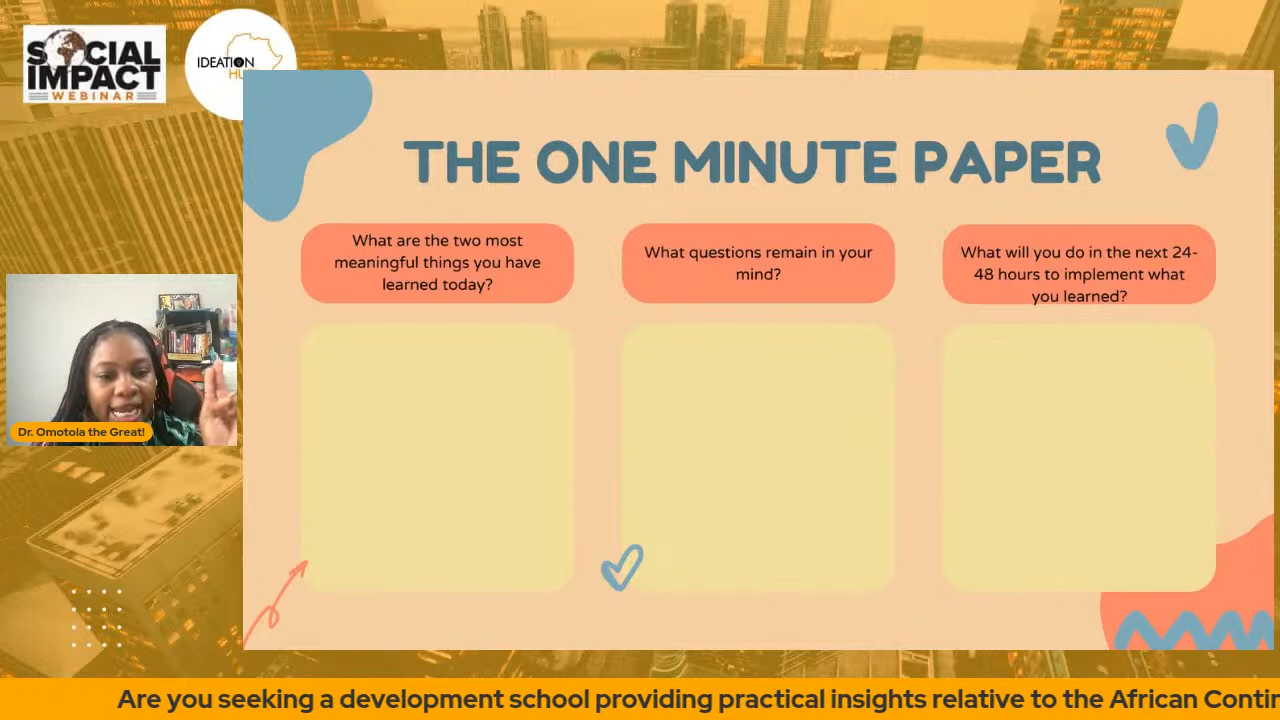 SOCIAL
IMPACT
WEBINAR
IDEATION
HU
THE ONE MINUTE PAPER
What are the two most
meaningful things you have
learned today?
What questions remain in your
mind?
What will you do in the next 24-
48 hours to implement what
you learned?
Dr. Omotola the Great!
Are you seeking a development school providing practical insights relative to the African Contin